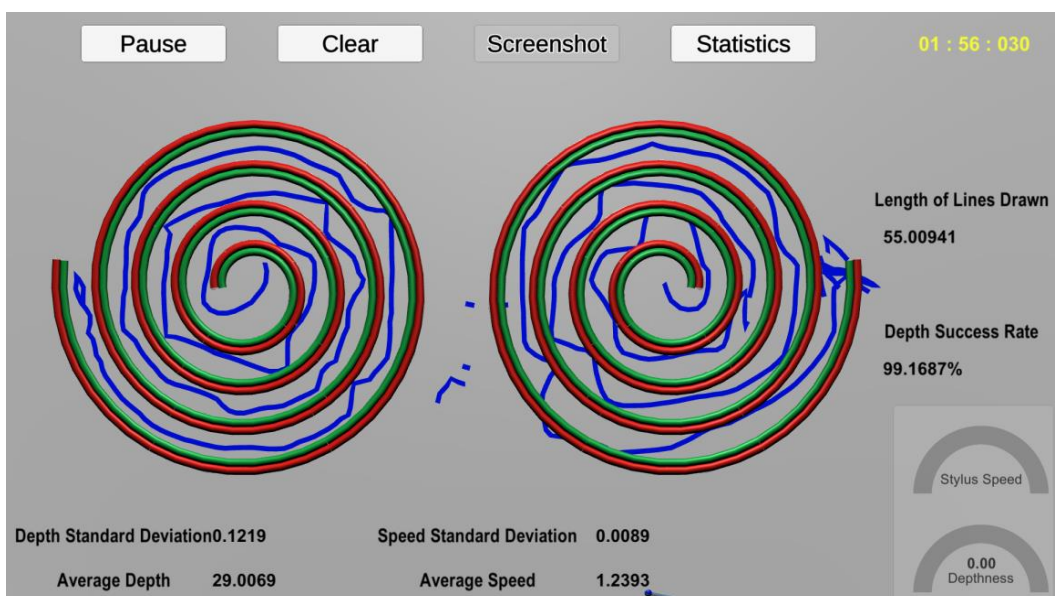 Pause Clear Screenshot Statistics 01 : 56 : 030
Length of Lines Drawn
55.00941
Depth Success Rate
99.1687%
Stylus Speed
Depth Standard Deviation0.1219 Speed Standard Deviation 0.0089
0.00
Depthness
Average Depth 29.0069 Average Speed 1.2393